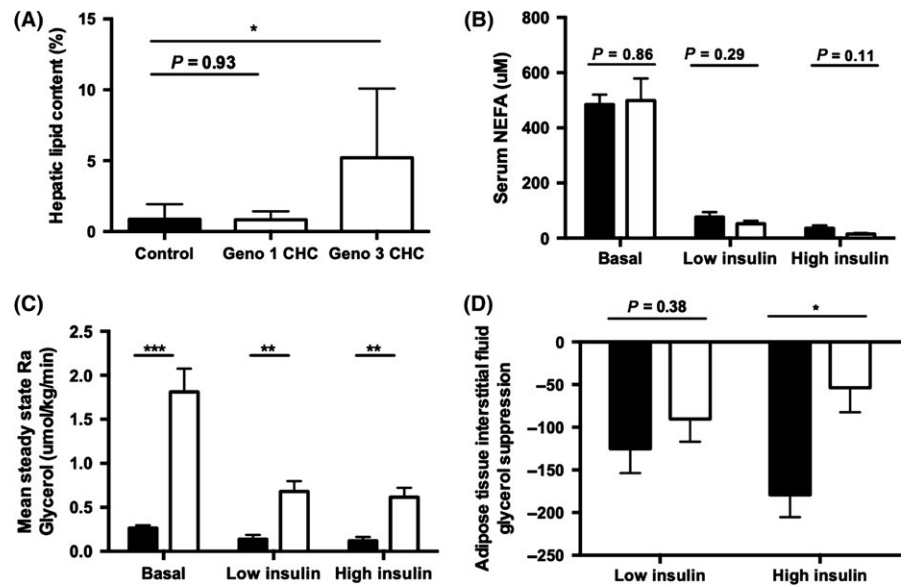 (A)
Hepatic lipid content (%)
15
10
5
0
*
P = 0.93
Control
Geno 1 CHC
Geno 3 CHC
(B)
Serum NEFA (uM)
800
600
400
200
0
P = 0.86
P = 0.29
P = 0.11
Basal
Low insulin
High insulin
(C)
Mean steady state Ra
Glycerol (umol/kg/min)
2.5
2.0
1.5
1.0
0.5
0.0
***
**
**
Basal
Low insulin
High insulin
(D)
Adipose tissue interstitial fluid
glycerol suppression
P = 0.38
*
0
−50
−100
−150
−200
−250
Low insulin
High insulin